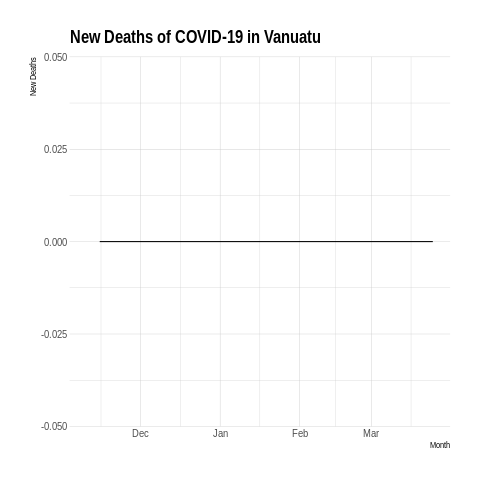 New Deaths of COVID-19 in Vanuatu
New Deaths
0.050
0.025
0.000
-0.025
-0.050
Dec Jan Feb Mar
Month